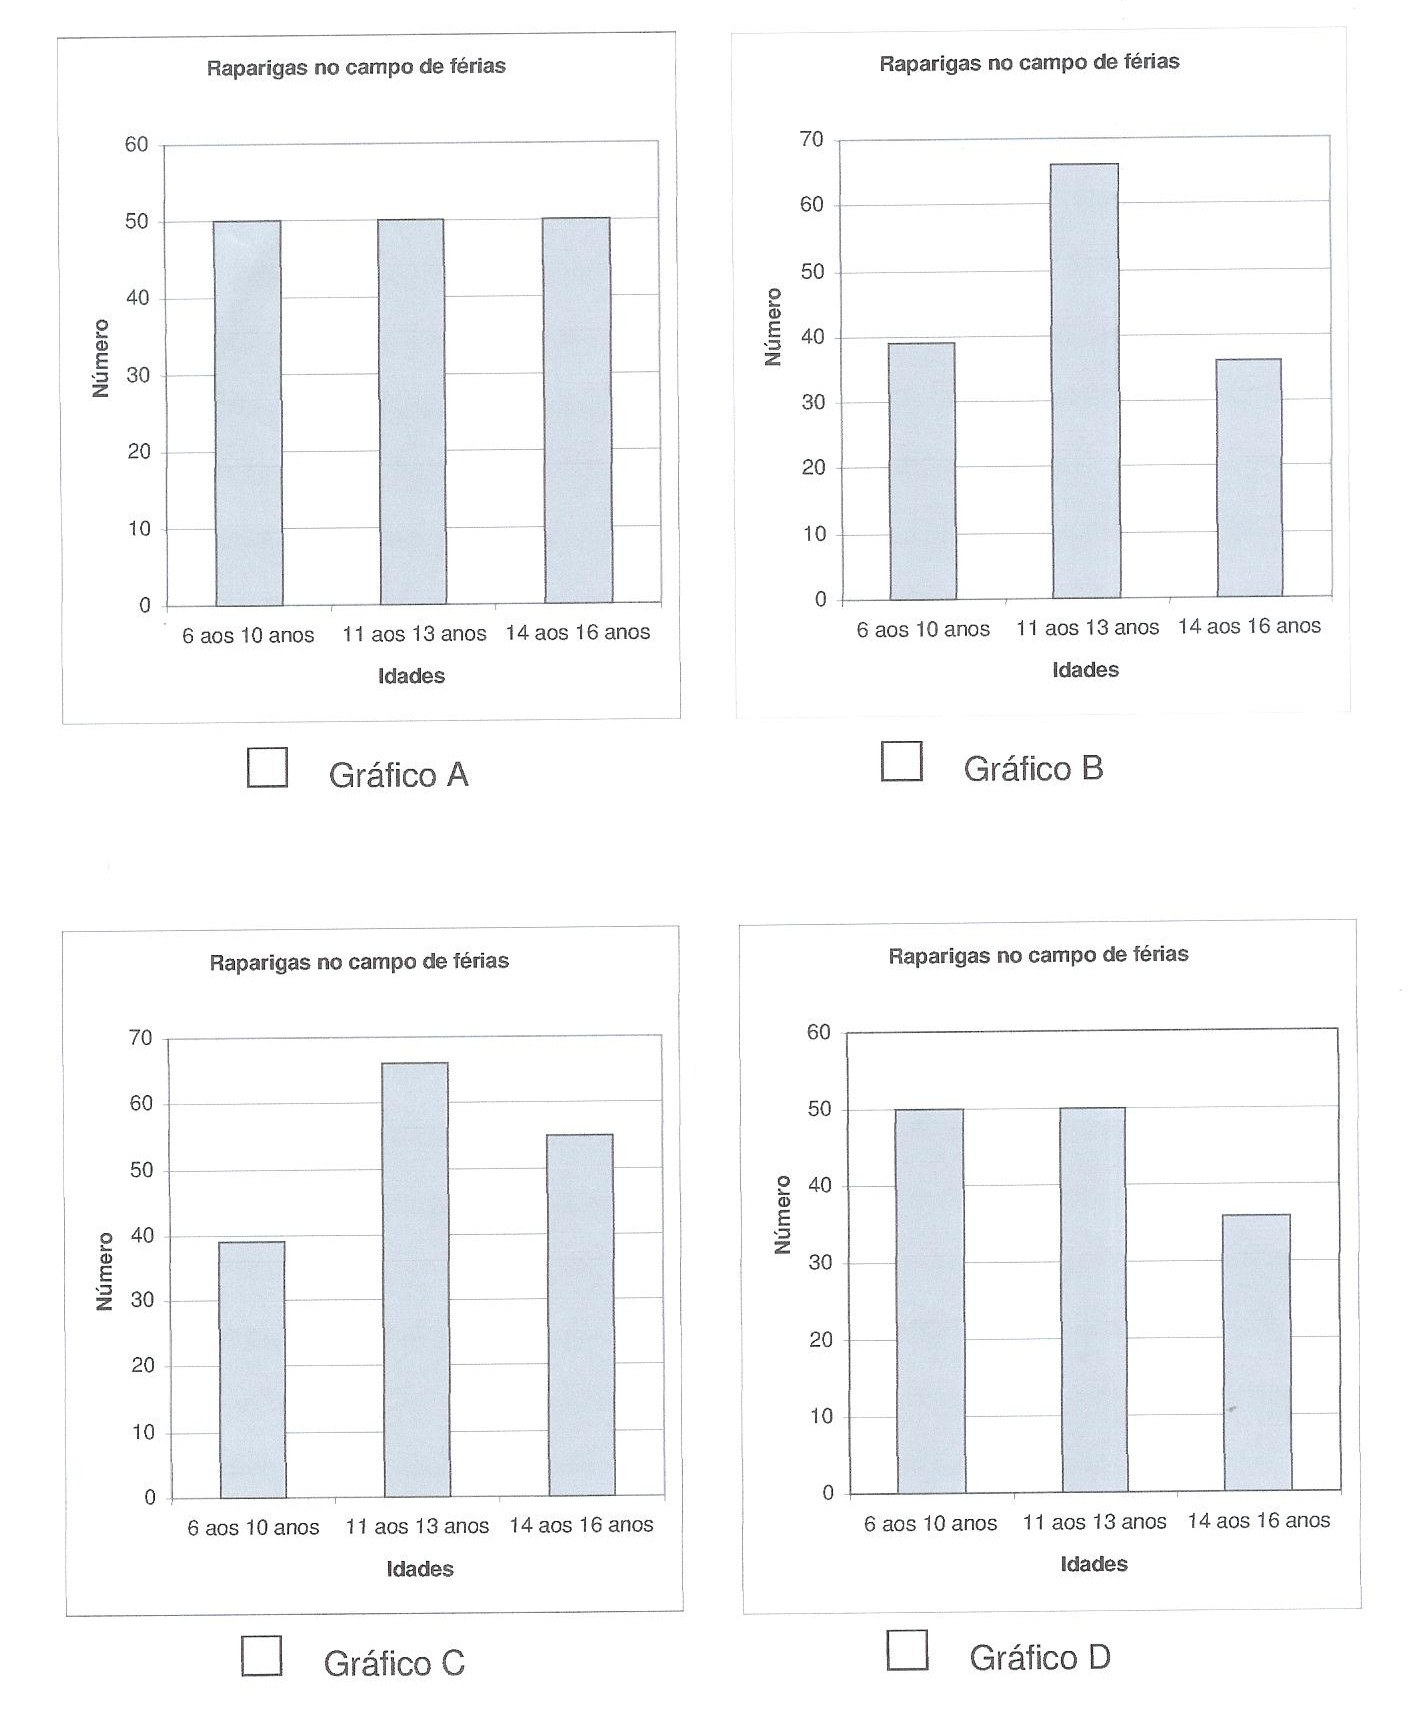 Raparigas no campo de férias
60
50
40
30
20
10
0
Número
6 aos 10 anos 11 aos 13 anos 14 aos 16 anos
Idades
Gráfico A
Raparigas no campo de férias
70
60
50
40
30
20
10
0
Número
6 aos 10 anos 11 aos 13 anos 14 aos 16 anos
Idades
Gráfico B
Raparigas no campo de férias
70
60
50
40
30
20
10
0
Número
6 aos 10 anos 11 aos 13 anos 14 aos 16 anos
Idades
Gráfico C
Raparigas no campo de férias
60
50
40
30
20
10
0
Número
6 aos 10 anos 11 aos 13 anos 14 aos 16 anos
Idades
Gráfico D